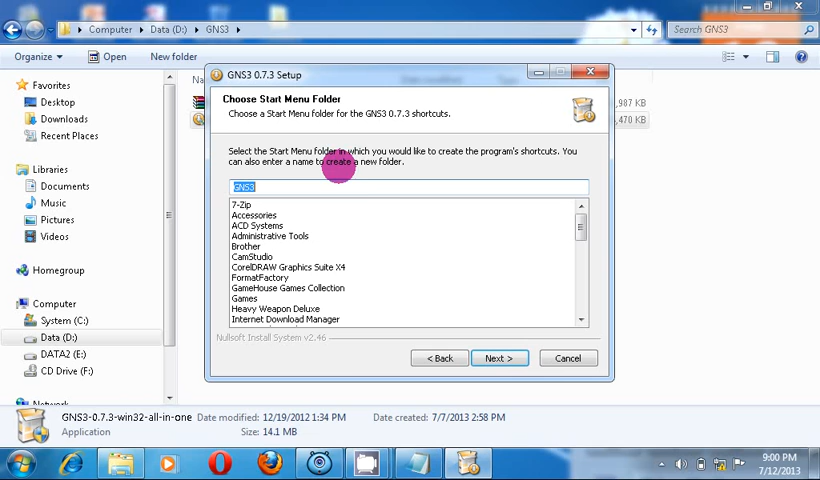 Computer
Data (D:)
GNS3
Search GNS3
Organize
Open
New folder
GNS3 0.7.3 Setup
Favorites
Desktop
Downloads
Recent Places
Libraries
Documents
Music
Pictures
Videos
Homegroup
Computer
System (C:)
Data (D:)
DATA2 (E:)
CD Drive (F:)
,987 KB
,470 KB
Choose Start Menu Folder
Choose a Start Menu folder for the GNS3 0.7.3 shortcuts.
Select the Start Menu folder in which you would like to create the program's shortcuts. You
can also enter a name to create a new folder.
GNS3
7-Zip
Accessories
ACD Systems
Administrative Tools
Brother
CamStudio
CorelDRAW Graphics Suite X4
FormatFactory
GameHouse Games Collection
Games
Heavy Weapon Deluxe
Internet Download Manager
Nullsoft Install System v2.46
< Back
Next >
Cancel
GNS3-0.7.3-win32-all-in-one
Date modified: 12/19/2012 1:34 PM
Date created: 7/7/2013 2:58 PM
Application
Size: 14.1 MB
9:00 PM
7/12/2013